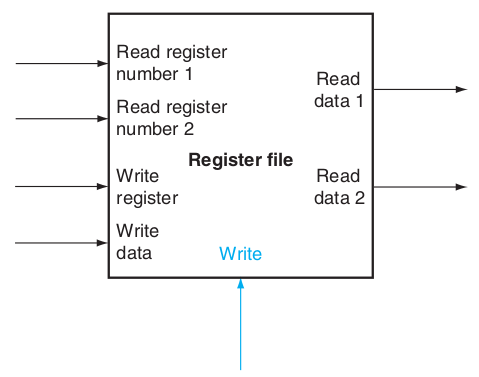 Read register
number 1
Read register
number 2
Write
register
Write
data
Register file
Write
Read
data 1
Read
data 2